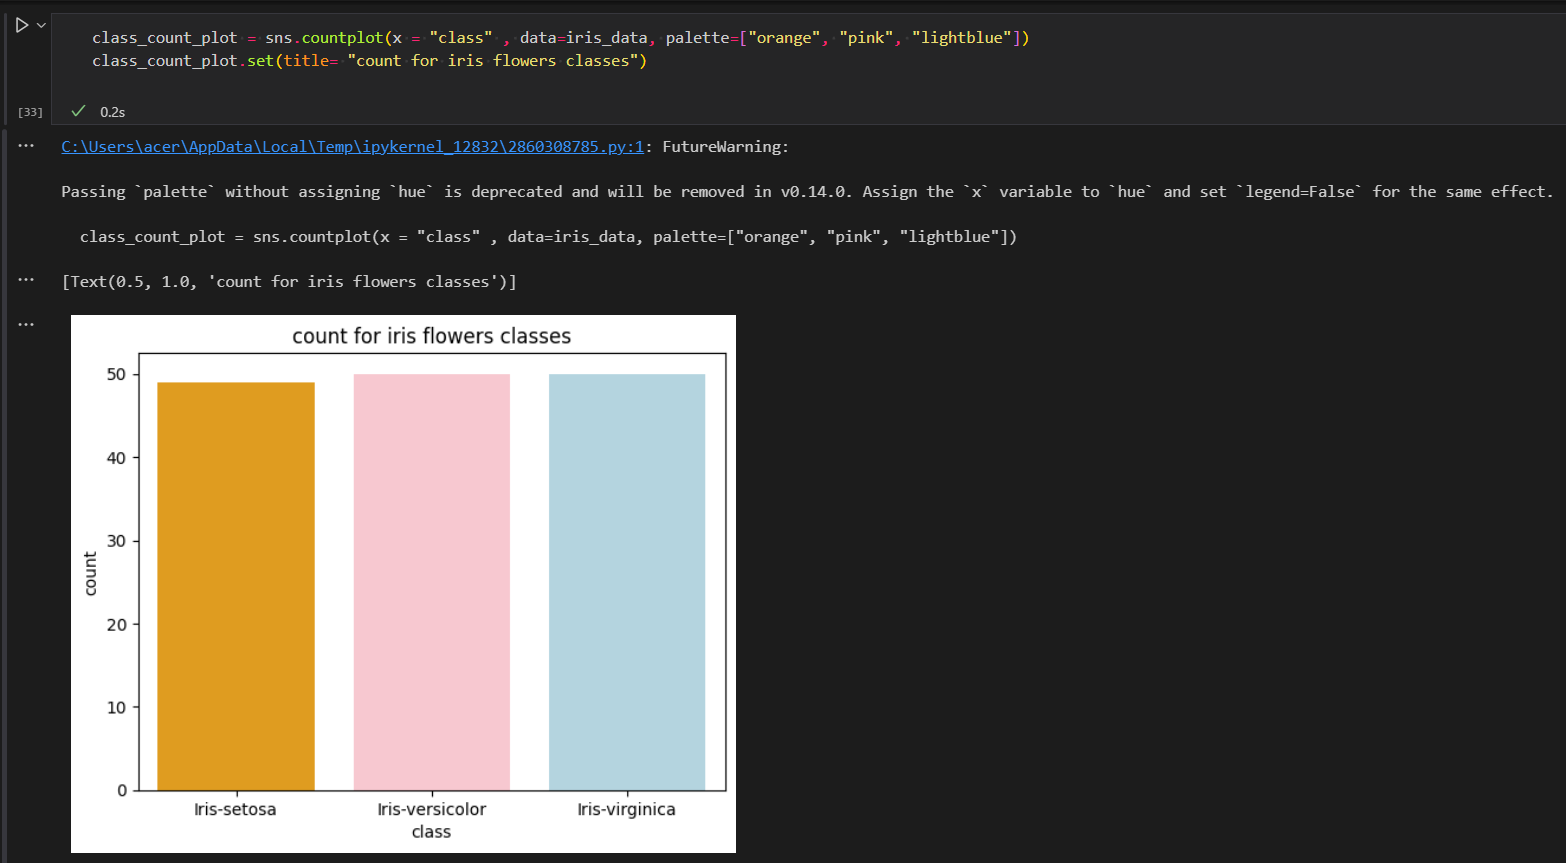 class_count_plot = sns.countplot(x = "class" , data=iris_data, palette=["orange", "pink", "lightblue"])
class_count_plot.set(title= "count for iris flowers classes")
[33] 0.2s
C:\Users\acer\AppData\Local\Temp\ipykernel_12832\2860308785.py:1: FutureWarning:
Passing `palette` without assigning `hue` is deprecated and will be removed in v0.14.0. Assign the `x` variable to `hue` and set `legend=False` for the same effect.
class_count_plot = sns.countplot(x = "class" , data=iris_data, palette=["orange", "pink", "lightblue"])
[Text(0.5, 1.0, 'count for iris flowers classes')]
count for iris flowers classes
50
40
30
20
10
0
count
Iris-setosa Iris-versicolor Iris-virginica
class